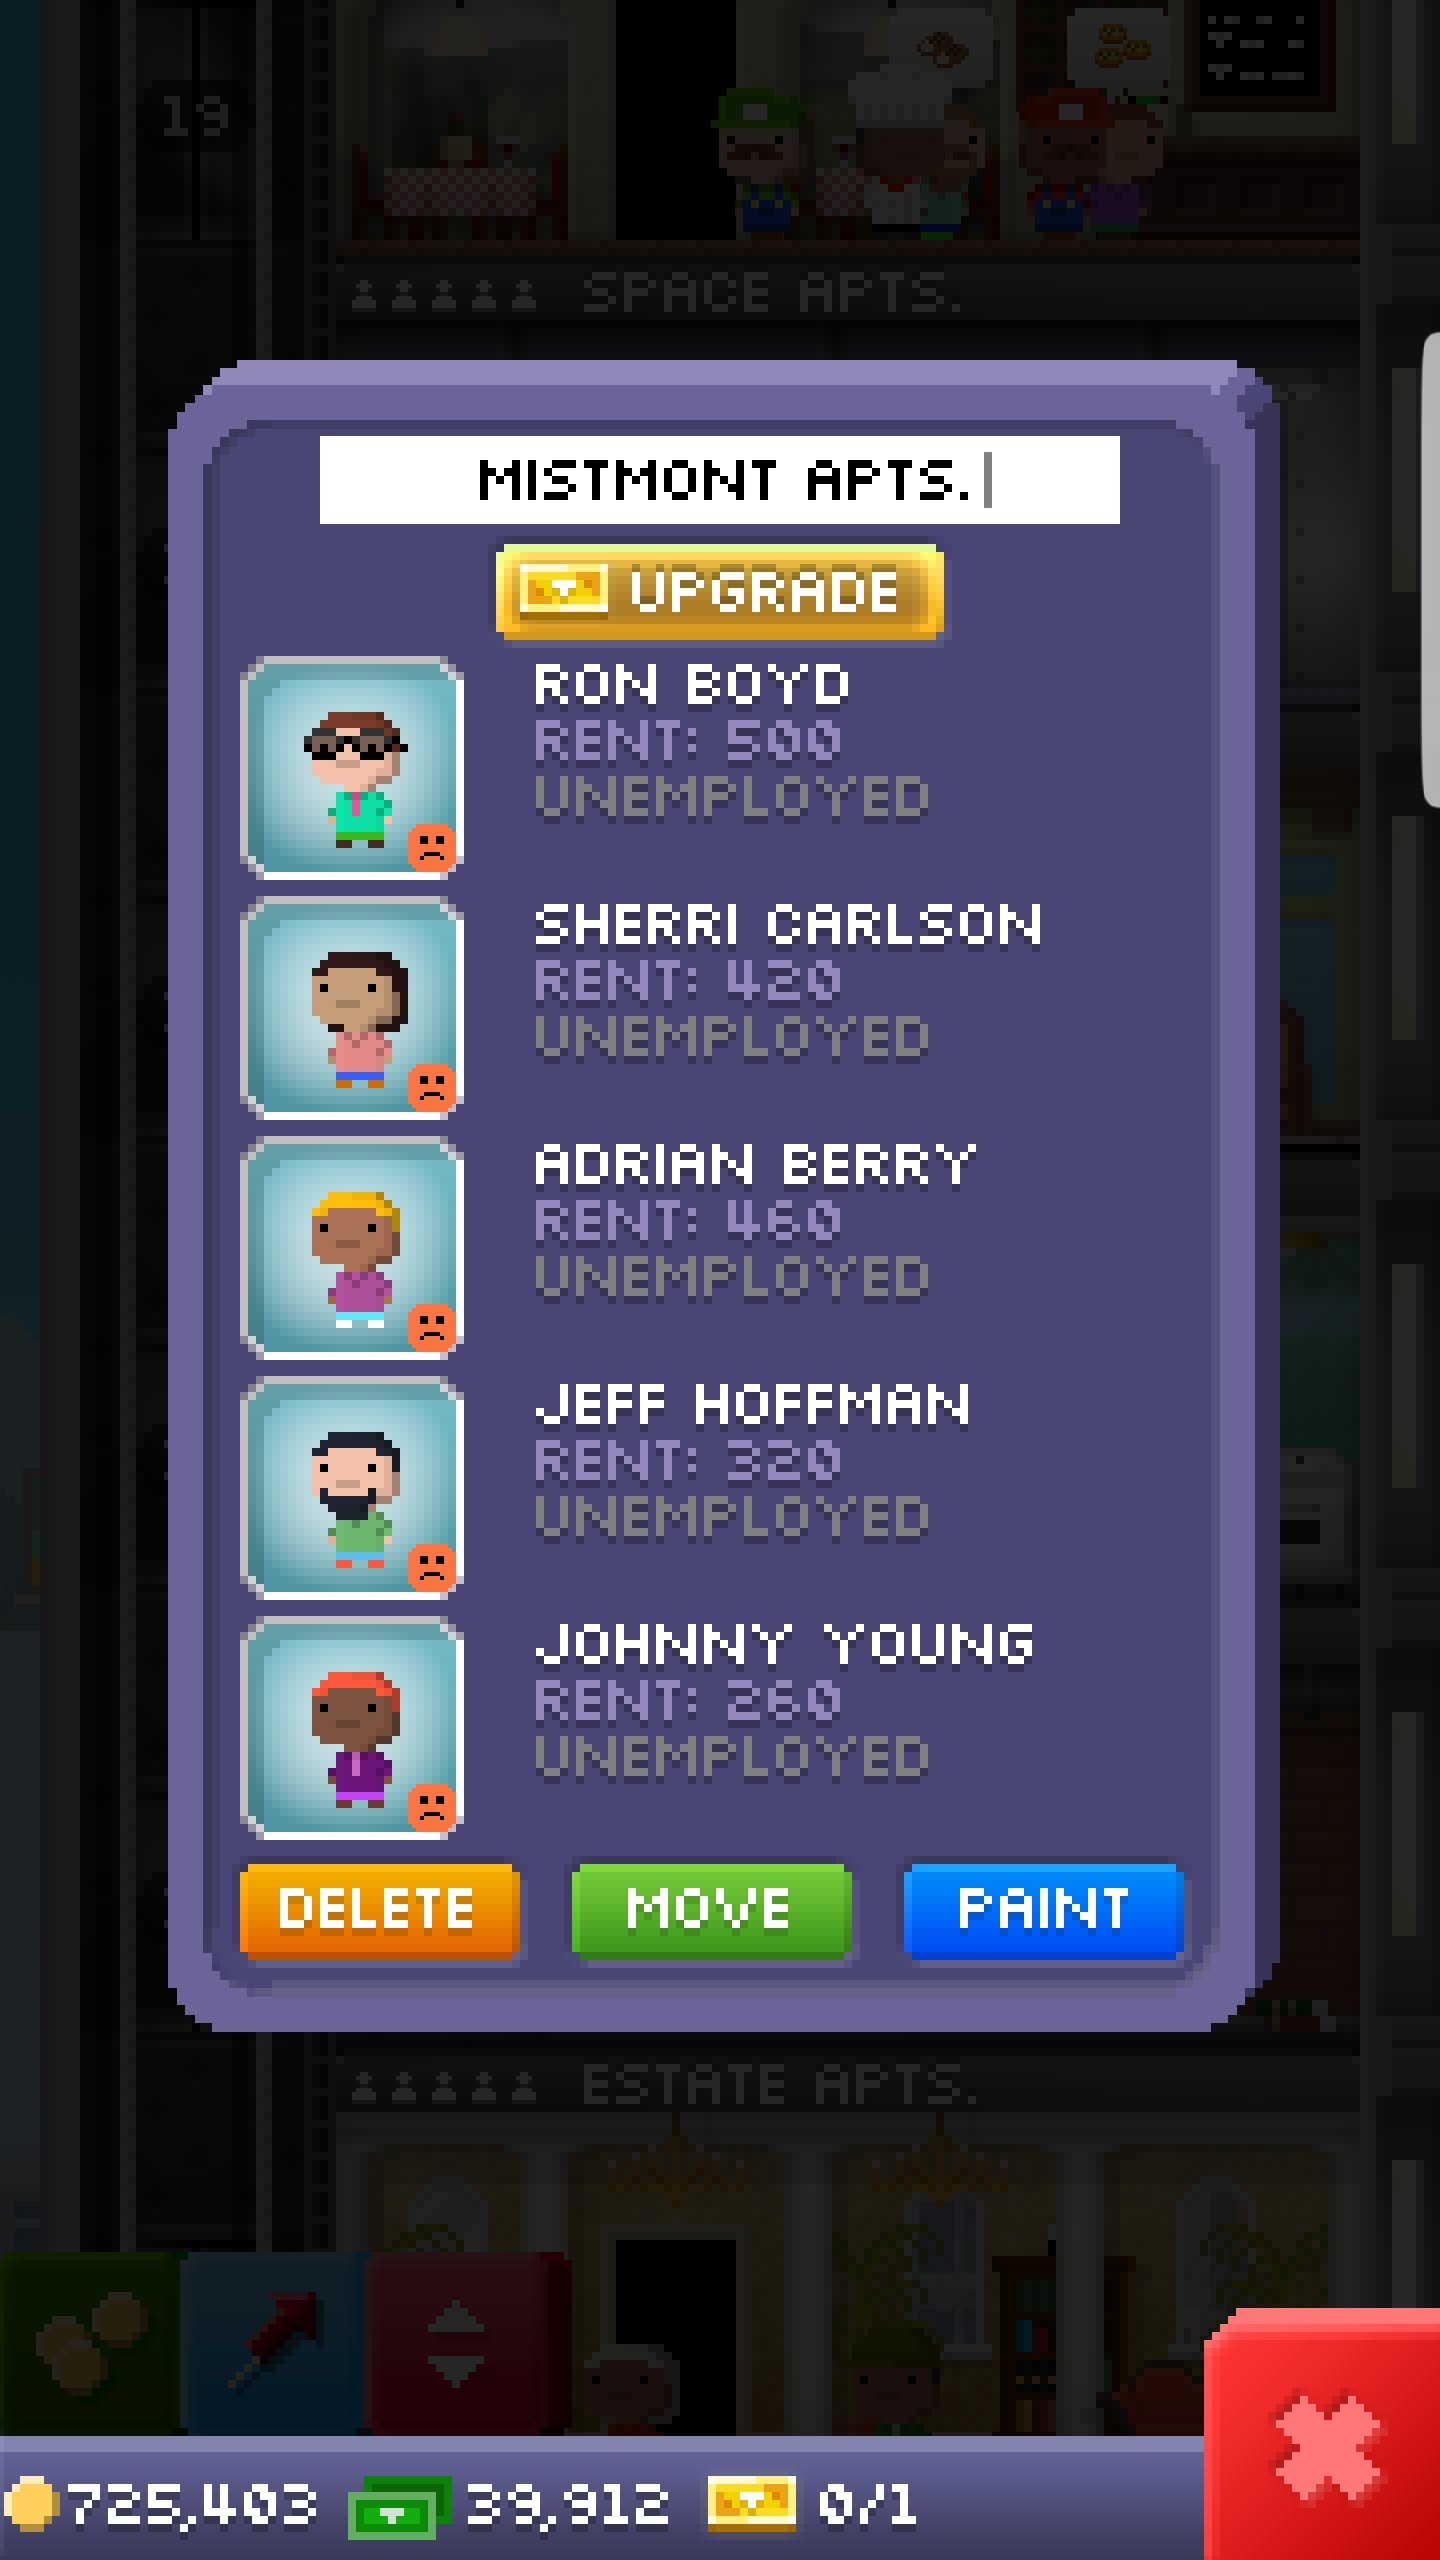 19
SPACE APTS.
MISTMONT APTS.
UPGRADE
RON BOYD
RENT: 500
UNEMPLOYED
SHERRI CARLSON
RENT: 420
UNEMPLOYED
ADRIAN BERRY
RENT: 460
UNEMPLOYED
JEFF HOFFMAN
RENT: 320
UNEMPLOYED
JOHNNY YOUNG
RENT: 260
UNEMPLOYED
DELETE
MOVE
PAINT
ESTATE APTS.
725,403
39,912
0/1